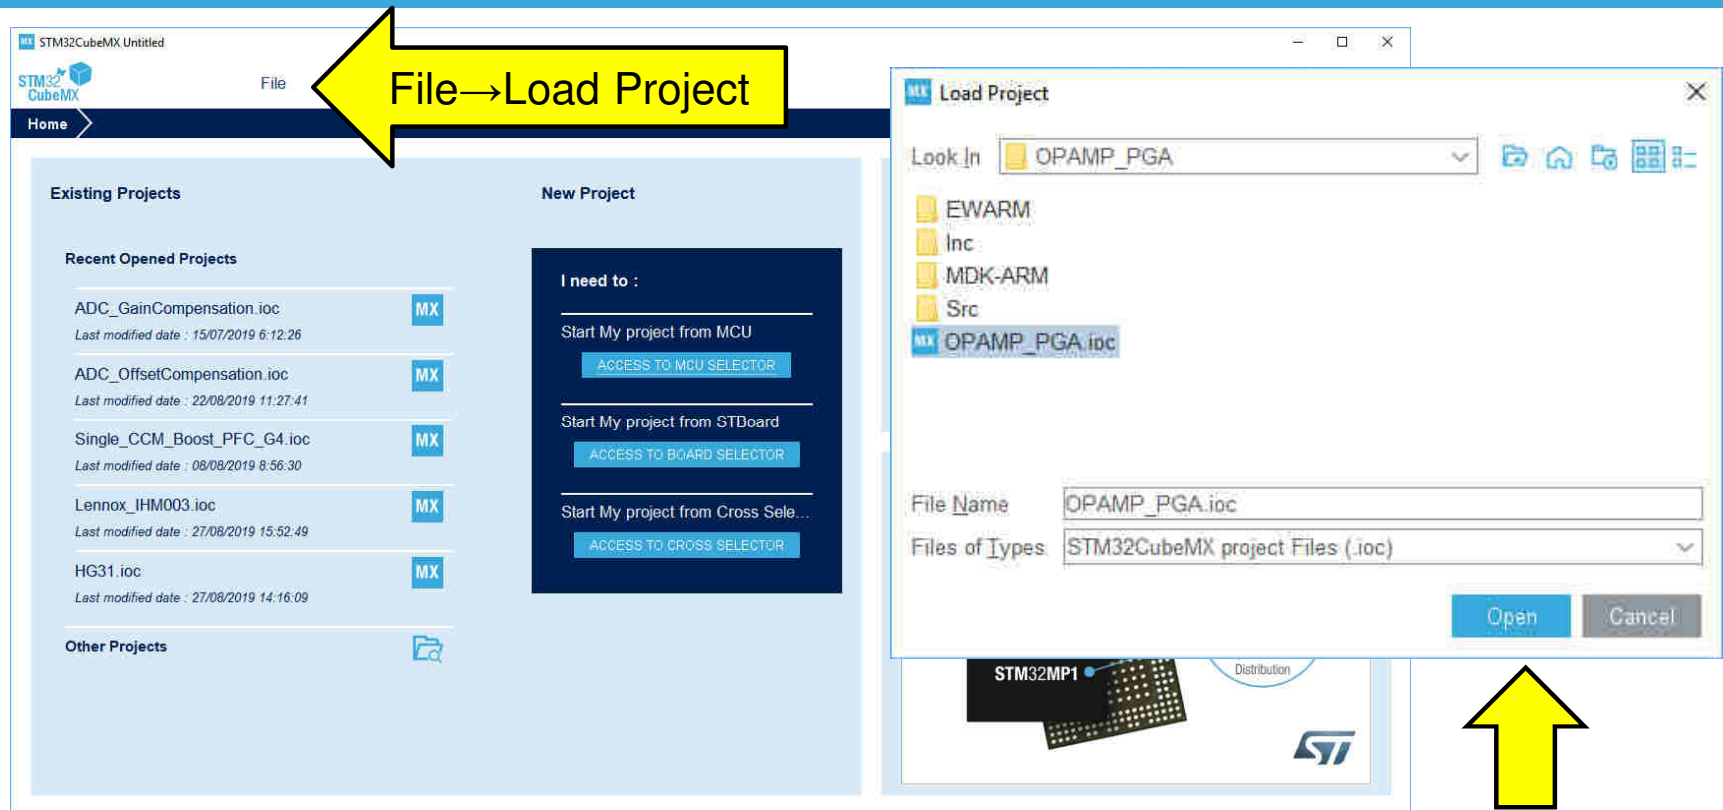 STM32CubeMX Untitled
STM32
CubeMX
File
File→Load Project
Home
Existing Projects
Recent Opened Projects
ADC_GainCompensation.ioc
MX
Last modified date : 15/07/2019 6:12:26
ADC_OffsetCompensation.ioc
MX
Last modified date : 22/08/2019 11:27:41
Single_CCM_Boost_PFC_G4.ioc
MX
Last modified date : 08/08/2019 8:56:30
Lennox_IHM003.ioc
MX
Last modified date : 27/08/2019 15:52:49
HG31.ioc
MX
Last modified date : 27/08/2019 14:16:09
Other Projects
New Project
I need to :
Start My project from MCU
ACCESS TO MCU SELECTOR
Start My project from STBoard
ACCESS TO BOARD SELECTOR
Start My project from Cross Sele...
ACCESS TO CROSS SELECTOR
MX Load Project
Look In OPAMP_PGA
EWARM
Inc
MDK-ARM
Src
MX OPAMP_PGA.ioc
File Name OPAMP_PGA.ioc
Files of Types STM32CubeMX project Files (.ioc)
Open Cancel
STM32MP1
Distribution
ST